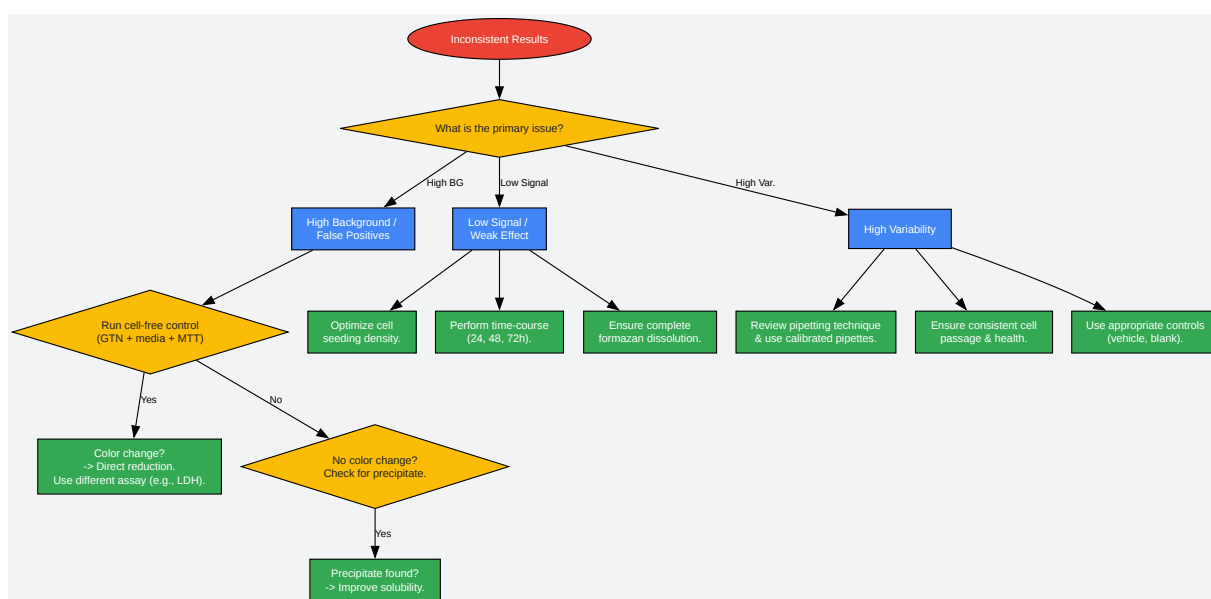 Inconsistent Results
What is the primary issue?
High BG
Low Signal
High Var.
High Background /
False Positives
Low Signal /
Weak Effect
High Variability
Run cell-free control
(GTN + media + MTT)
Optimize cell
seeding density.
Perform time-course
(24, 48, 72h).
Ensure complete
formazan dissolution.
Review pipetting technique
& use calibrated pipettes.
Ensure consistent cell
passage & health.
Use appropriate controls
(vehicle, blank).
Yes
No
Color change?
-> Direct reduction.
Use different assay (e.g., LDH).
No color change?
Check for precipitate.
Yes
Precipitate found?
-> Improve solubility.